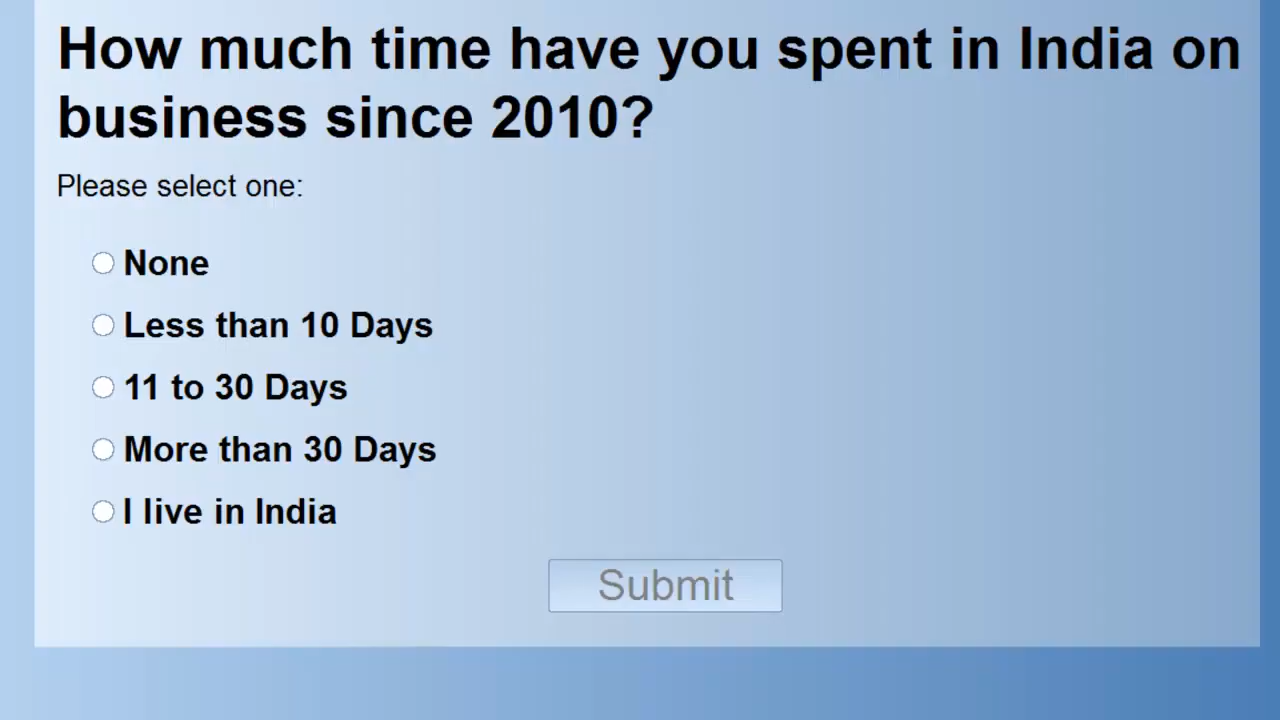 How much time have you spent in India on
business since 2010?
Please select one:
None
Less than 10 Days
11 to 30 Days
More than 30 Days
I live in India
Submit